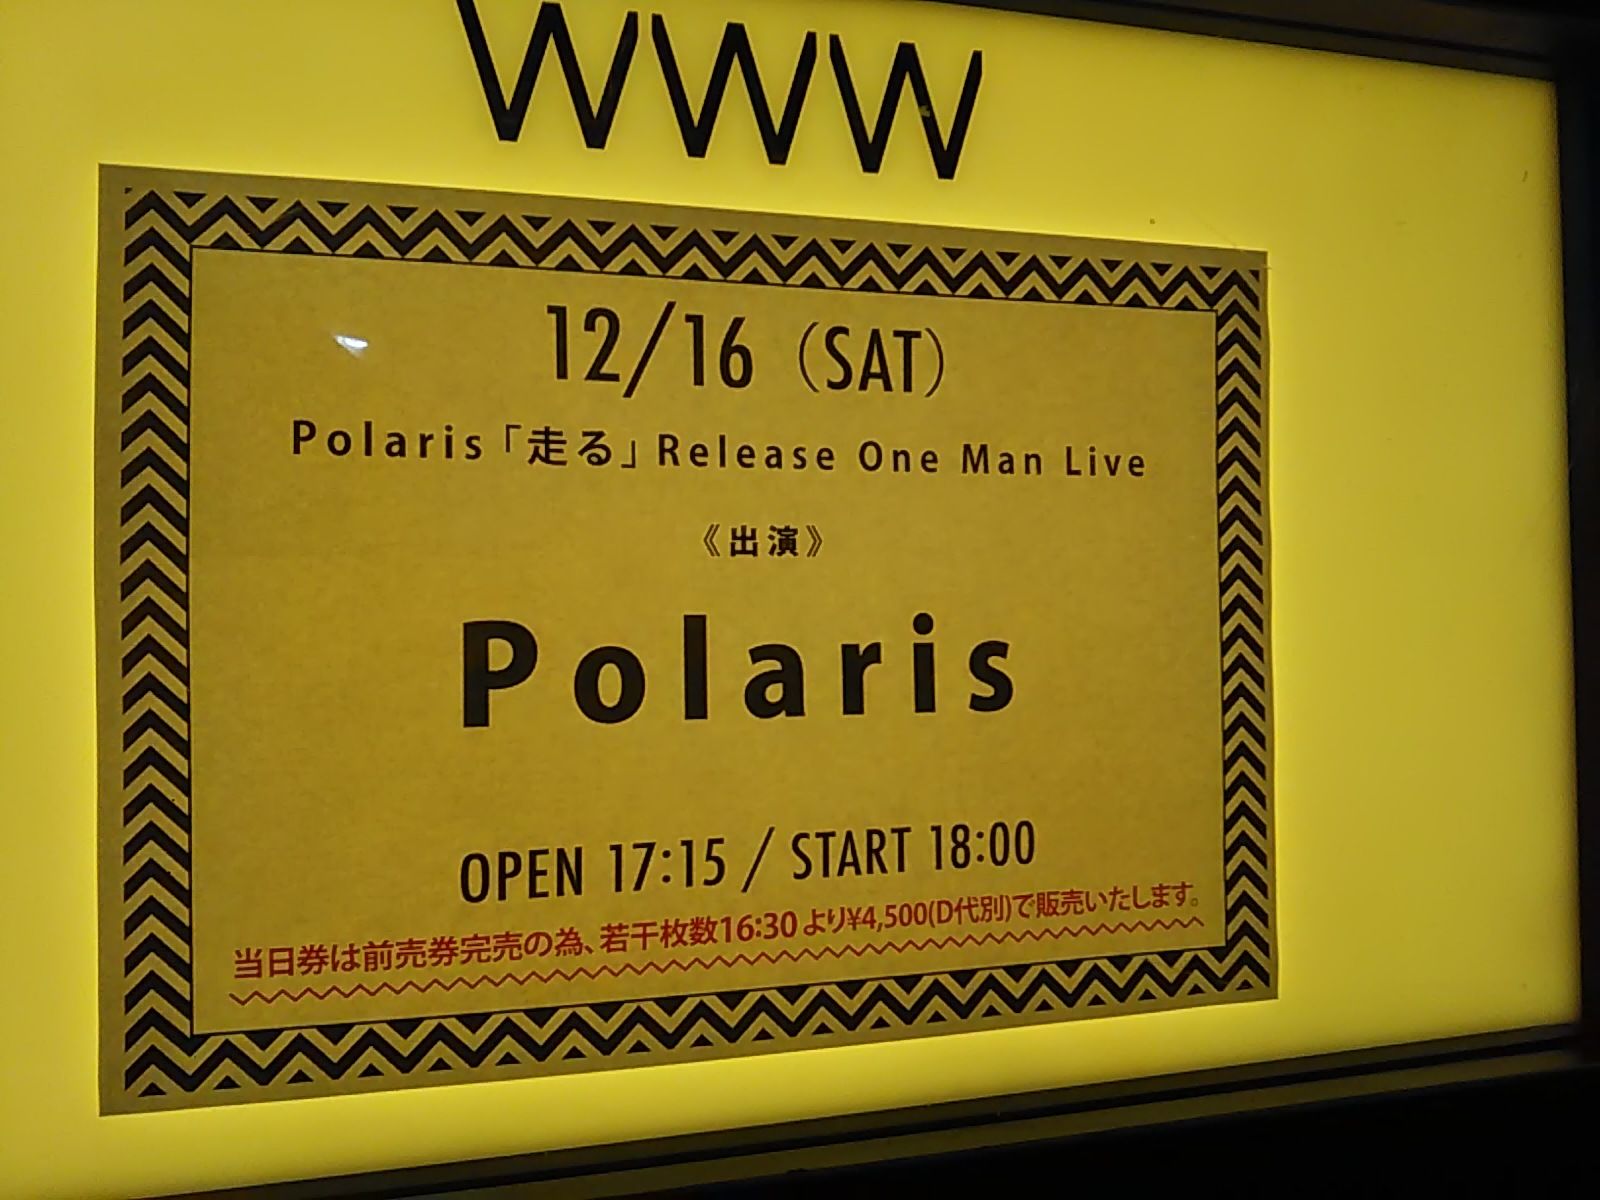 WWW
12/16（SAT）
Polaris「走る」Release One Man Live
《出演》
Polaris
OPEN 17:15 / START 18:00
当日券は前売券完売の為、若干枚数16:30より¥4,500(D代別)で販売いたします。